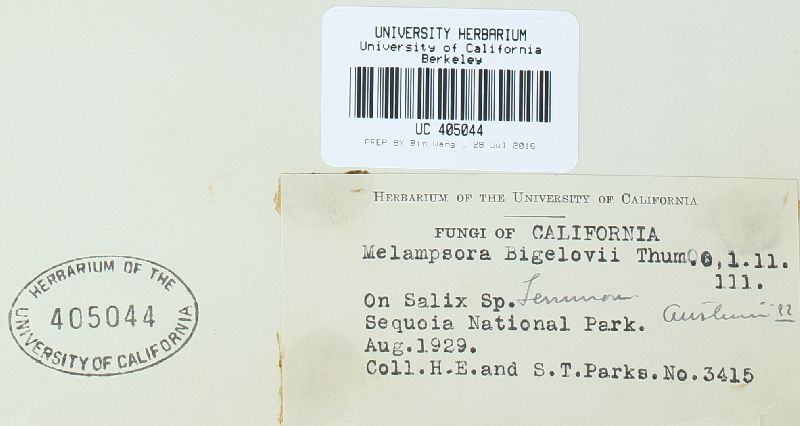 UNIVERSITY HERBARIUM
University of California
Berkeley
UC 405044
PREP BY Bin Wang , 28 Jul 2016
HERBARIUM OF THE UNIVERSITY OF CALIFORNIA
FUNGI OF CALIFORNIA
Melampsora Bigelovii Thum.0,1.11.
111.
On Salix Sp. Lemmoni
Sequoia National Park.
Aug.1929.
Coll.H.E.and S.T.Parks.No.3415
HERBARIUM OF THE
405044
UNIVERSITY OF CALIFORNIA